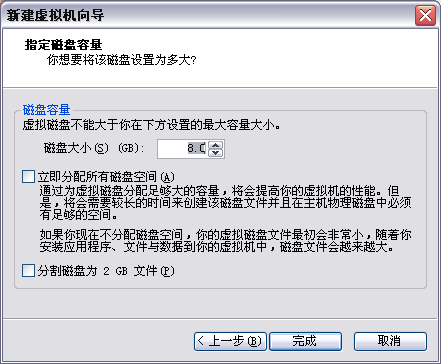 新建虚拟机向导
指定磁盘容量
你想要将该磁盘设置为多大?
磁盘容量
虚拟磁盘不能大于你在下方设置的最大容量大小。
磁盘大小(S) (GB): 8.0
立即分配所有磁盘空间(A)
通过为虚拟磁盘分配足够大的容量，将会提高你的虚拟机的性能。但
是，将会需要较长的时间来创建该磁盘文件并且在主机物理磁盘中必须
有足够的空间。
如果你现在不分配磁盘空间，你的虚拟磁盘文件最初会非常小，随着你
安装应用程序、文件与数据到你的虚拟机中，磁盘文件会越来越大。
分割磁盘为 2 GB 文件(P)
< 上一步(B) 完成 取消